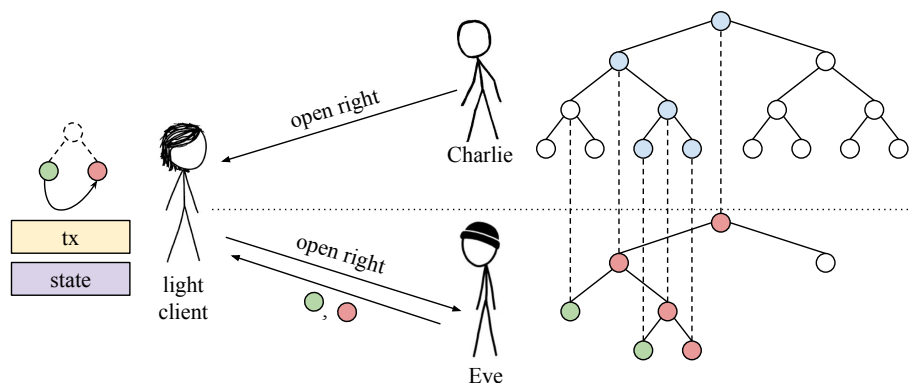 open right
Charlie
tx
state
light
client
open right
,
Eve